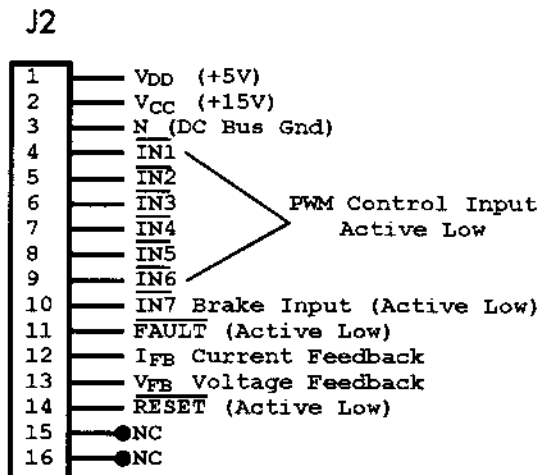 J2
1 VDD (+5V)
2 VCC (+15V)
3 N (DC Bus Gnd)
4 IN1
5 IN2
6 IN3 PWM Control Input
7 IN4 Active Low
8 IN5
9 IN6
10 IN7 Brake Input (Active Low)
11 FAULT (Active Low)
12 IFB Current Feedback
13 VFB Voltage Feedback
14 RESET (Active Low)
15 NC
16 NC